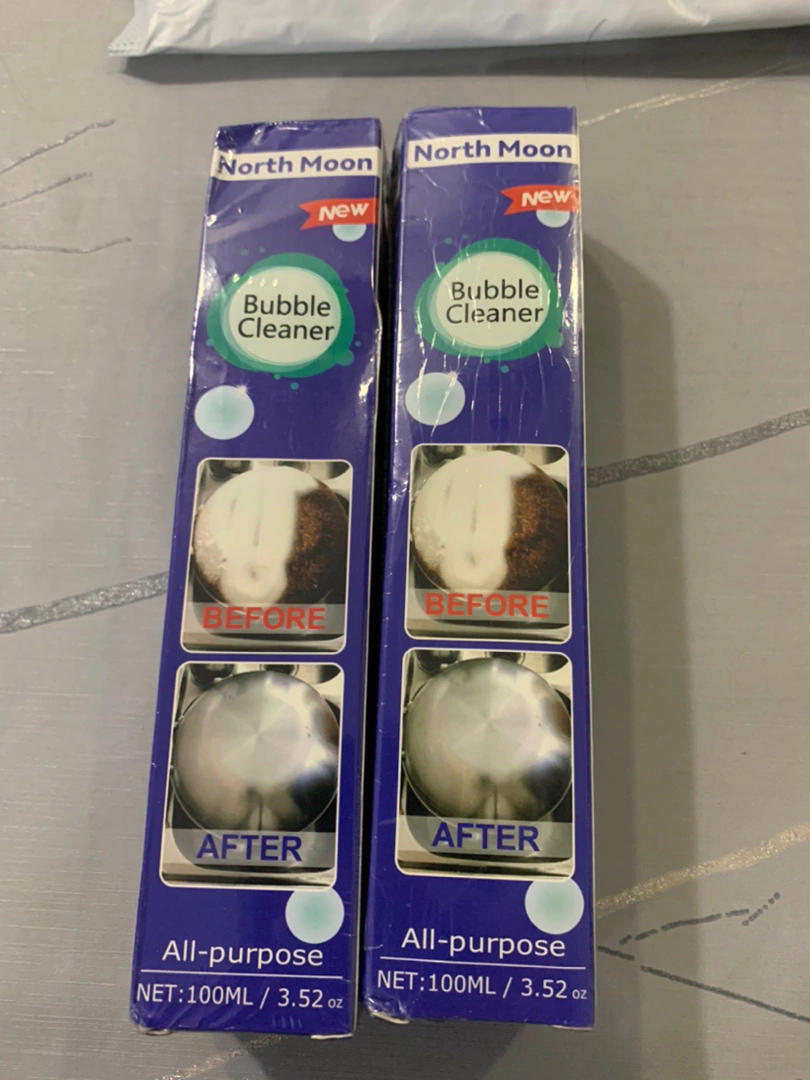 North Moon
New
Bubble
Cleaner
BEFORE
AFTER
All-purpose
NET:100ML / 3.52 oz
North Moon
New
Bubble
Cleaner
BEFORE
AFTER
All-purpose
NET:100ML / 3.52 oz